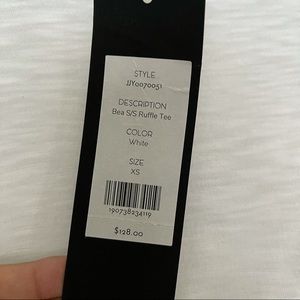 STYLE
JJY0070051
DESCRIPTION
Bea S/S Ruffle Tee
COLOR
White
SIZE
XS
190738234119
$128.00